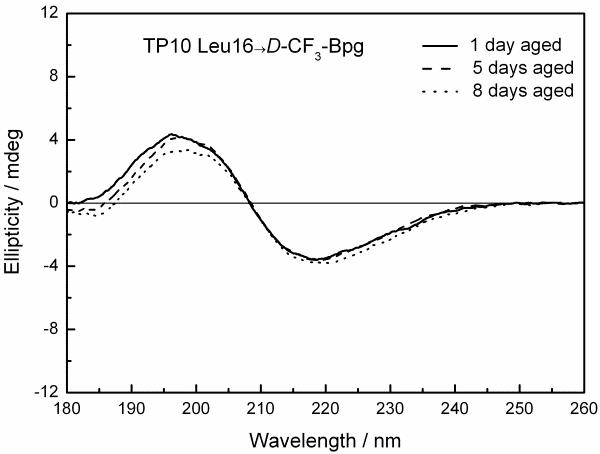 12
8
4
0
-4
-8
-12
Ellipticity / mdeg
TP10 Leu16→D-CF3-Bpg
1 day aged
5 days aged
8 days aged
180 190 200 210 220 230 240 250 260
Wavelength / nm